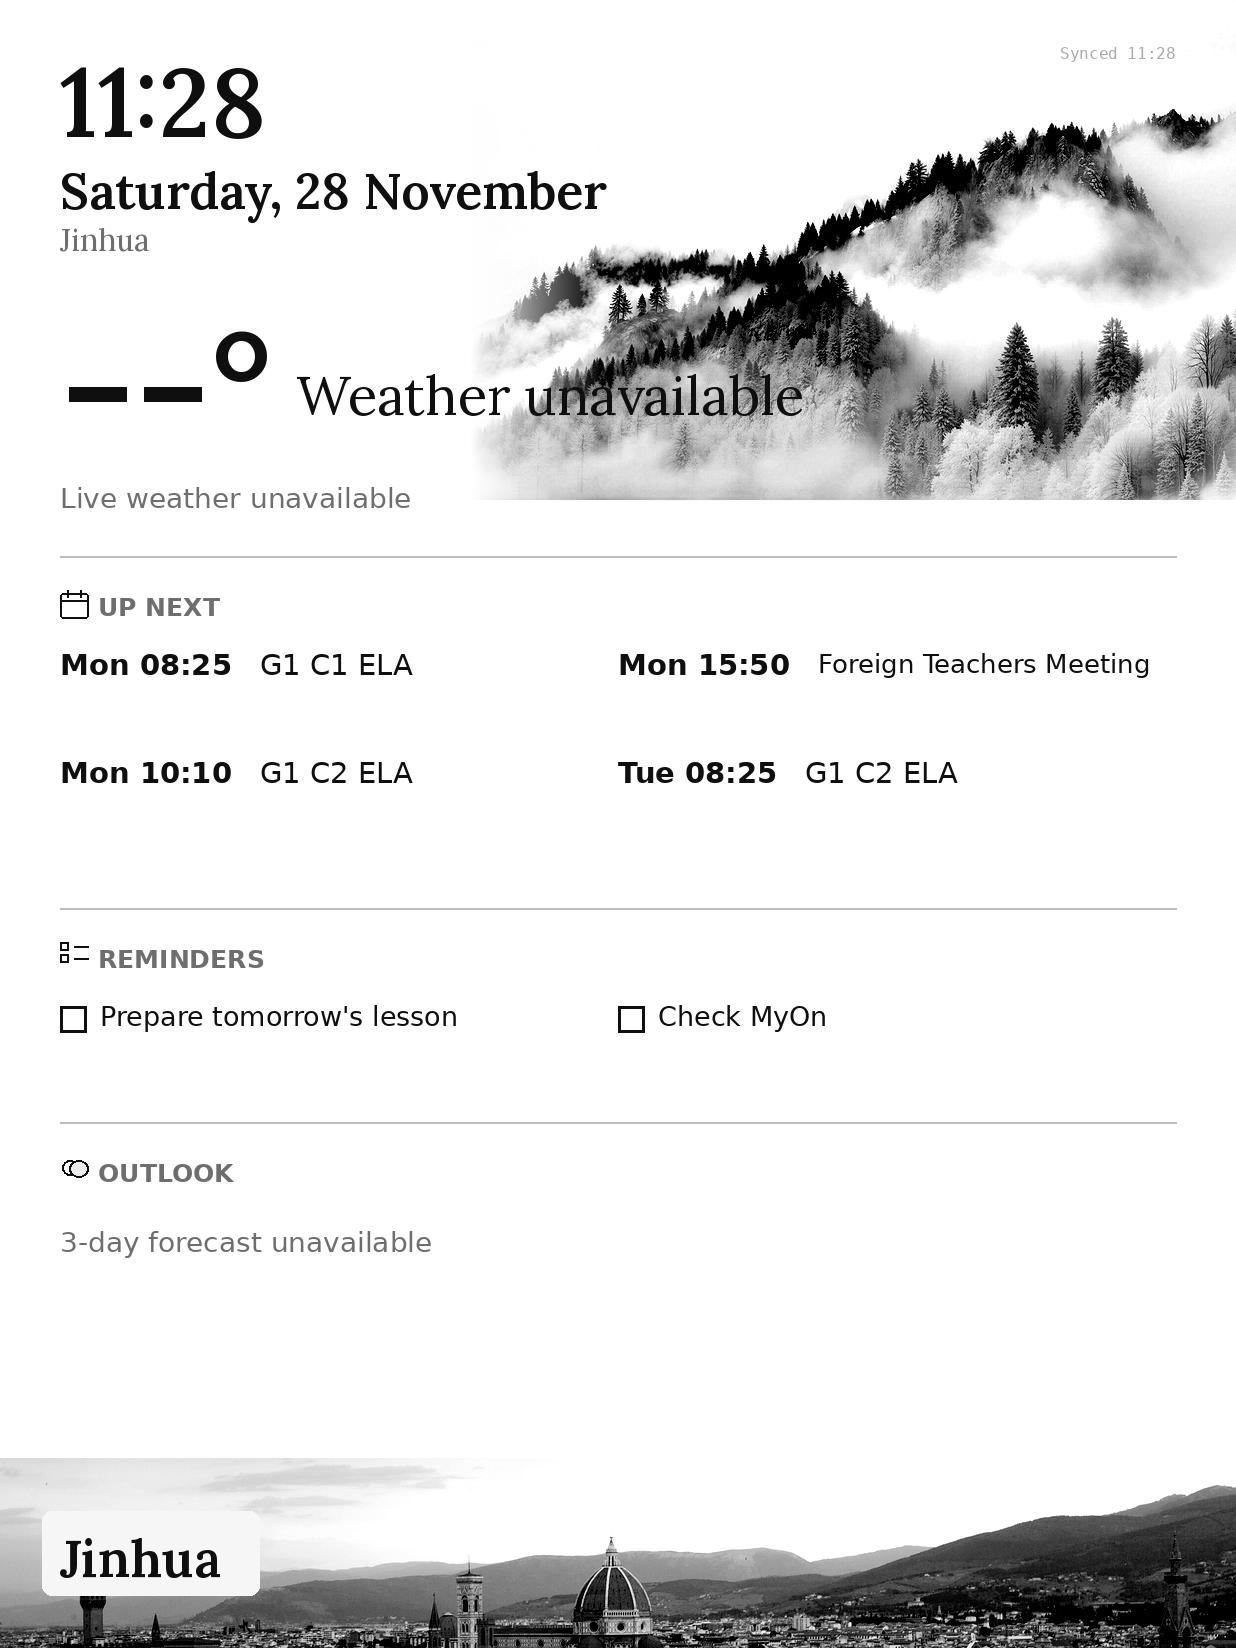 Synced 11:28
11:28
Saturday, 28 November
Jinhua
--° Weather unavailable
Live weather unavailable
UP NEXT
Mon 08:25 G1 C1 ELA
Mon 15:50 Foreign Teachers Meeting
Mon 10:10 G1 C2 ELA
Tue 08:25 G1 C2 ELA
REMINDERS
Prepare tomorrow's lesson
Check MyOn
OUTLOOK
3-day forecast unavailable
Jinhua